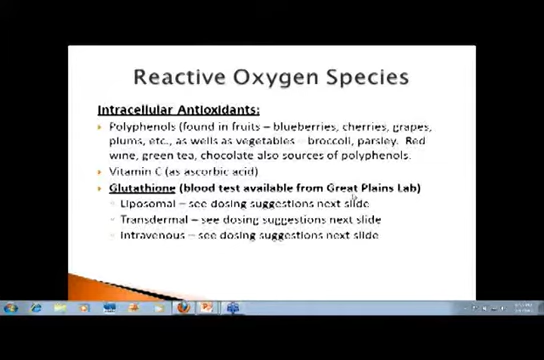 Reactive Oxygen Species
Intracellular Antioxidants:
Polyphenols (found in fruits – blueberries, cherries, grapes,
plums, etc., as wells as vegetables – broccoli, parsley. Red
wine, green tea, chocolate also sources of polyphenols.
Vitamin C (as ascorbic acid)
Glutathione (blood test available from Great Plains Lab)
Liposomal – see dosing suggestions next slide
Transdermal – see dosing suggestions next slide
Intravenous – see dosing suggestions next slide